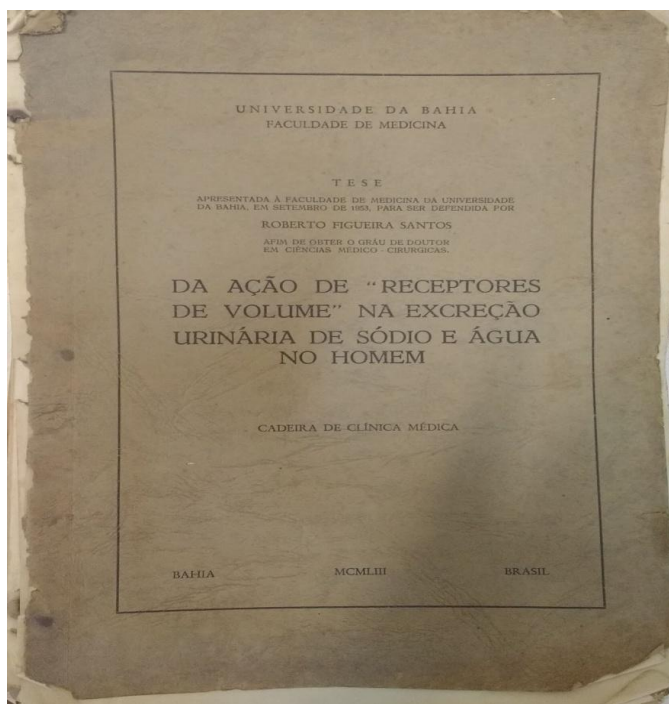 UNIVERSIDADE DA BAHIA
FACULDADE DE MEDICINA
TESE
APRESENTADA À FACULDADE DE MEDICINA DA UNIVERSIDADE
DA BAHIA, EM SETEMBRO DE 1953, PARA SER DEFENDIDA POR
ROBERTO FIGUEIRA SANTOS
AFIM DE OBTER O GRÁU DE DOUTOR
EM CIÊNCIAS MÉDICO-CIRURGICAS.
DA AÇÃO DE "RECEPTORES
DE VOLUME" NA EXCREÇÃO
URINÁRIA DE SÓDIO E ÁGUA
NO HOMEM
CADEIRA DE CLÍNICA MÉDICA
BAHIA MCMLIII BRASIL